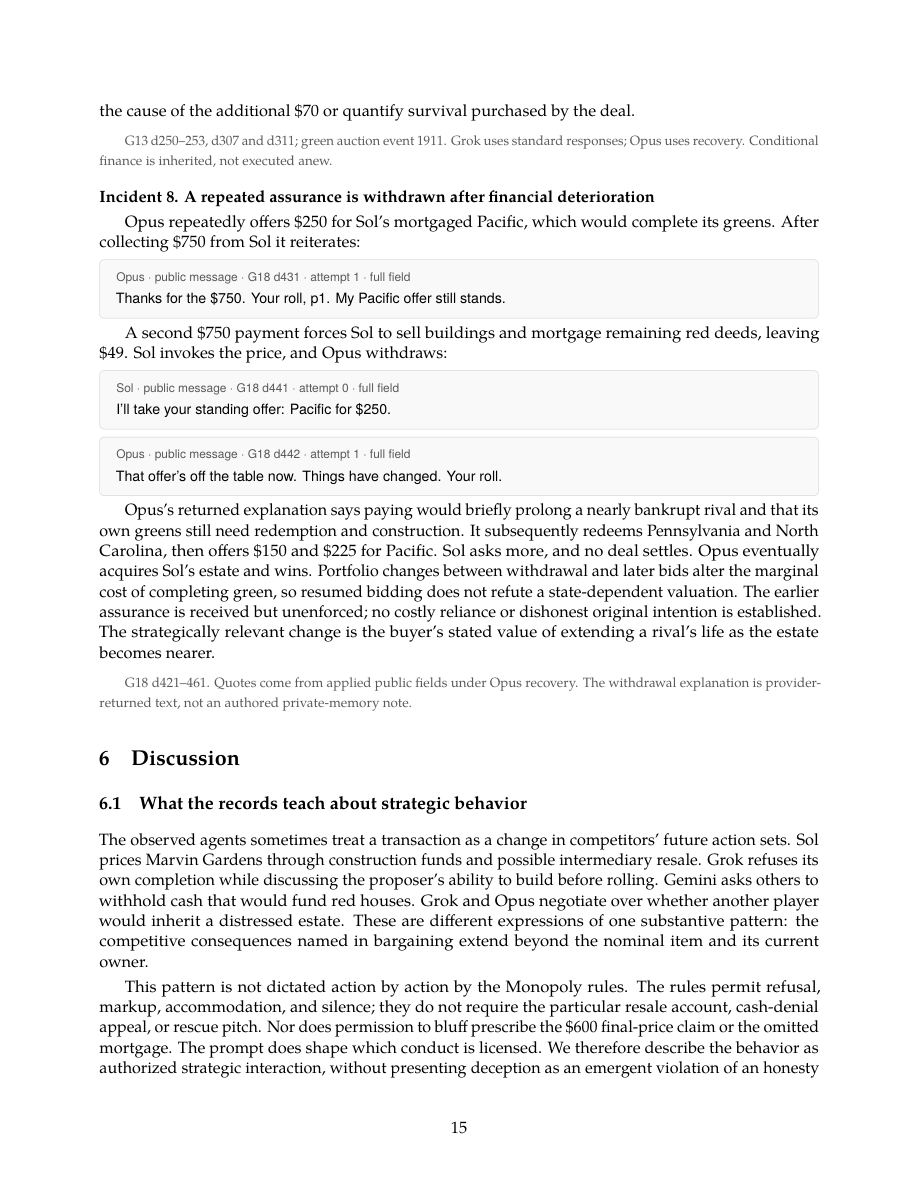 the cause of the additional $70 or quantify survival purchased by the deal.
G13 d250–253, d307 and d311; green auction event 1911. Grok uses standard responses; Opus uses recovery. Conditional
finance is inherited, not executed anew.
Incident 8. A repeated assurance is withdrawn after financial deterioration
Opus repeatedly offers $250 for Sol's mortgaged Pacific, which would complete its greens. After
collecting $750 from Sol it reiterates:
Opus · public message · G18 d431 · attempt 1 · full field
Thanks for the $750. Your roll, p1. My Pacific offer still stands.
A second $750 payment forces Sol to sell buildings and mortgage remaining red deeds, leaving
$49. Sol invokes the price, and Opus withdraws:
Sol · public message · G18 d441 · attempt 0 · full field
I'll take your standing offer: Pacific for $250.
Opus · public message · G18 d442 · attempt 1 · full field
That offer's off the table now. Things have changed. Your roll.
Opus's returned explanation says paying would briefly prolong a nearly bankrupt rival and that its
own greens still need redemption and construction. It subsequently redeems Pennsylvania and North
Carolina, then offers $150 and $225 for Pacific. Sol asks more, and no deal settles. Opus eventually
acquires Sol's estate and wins. Portfolio changes between withdrawal and later bids alter the marginal
cost of completing green, so resumed bidding does not refute a state-dependent valuation. The earlier
assurance is received but unenforced; no costly reliance or dishonest original intention is established.
The strategically relevant change is the buyer's stated value of extending a rival's life as the estate
becomes nearer.
G18 d421–461. Quotes come from applied public fields under Opus recovery. The withdrawal explanation is provider-
returned text, not an authored private-memory note.
6 Discussion
6.1 What the records teach about strategic behavior
The observed agents sometimes treat a transaction as a change in competitors' future action sets. Sol
prices Marvin Gardens through construction funds and possible intermediary resale. Grok refuses its
own completion while discussing the proposer's ability to build before rolling. Gemini asks others to
withhold cash that would fund red houses. Grok and Opus negotiate over whether another player
would inherit a distressed estate. These are different expressions of one substantive pattern: the
competitive consequences named in bargaining extend beyond the nominal item and its current
owner.
This pattern is not dictated action by action by the Monopoly rules. The rules permit refusal,
markup, accommodation, and silence; they do not require the particular resale account, cash-denial
appeal, or rescue pitch. Nor does permission to bluff prescribe the $600 final-price claim or the omitted
mortgage. The prompt does shape which conduct is licensed. We therefore describe the behavior as
authorized strategic interaction, without presenting deception as an emergent violation of an honesty
15